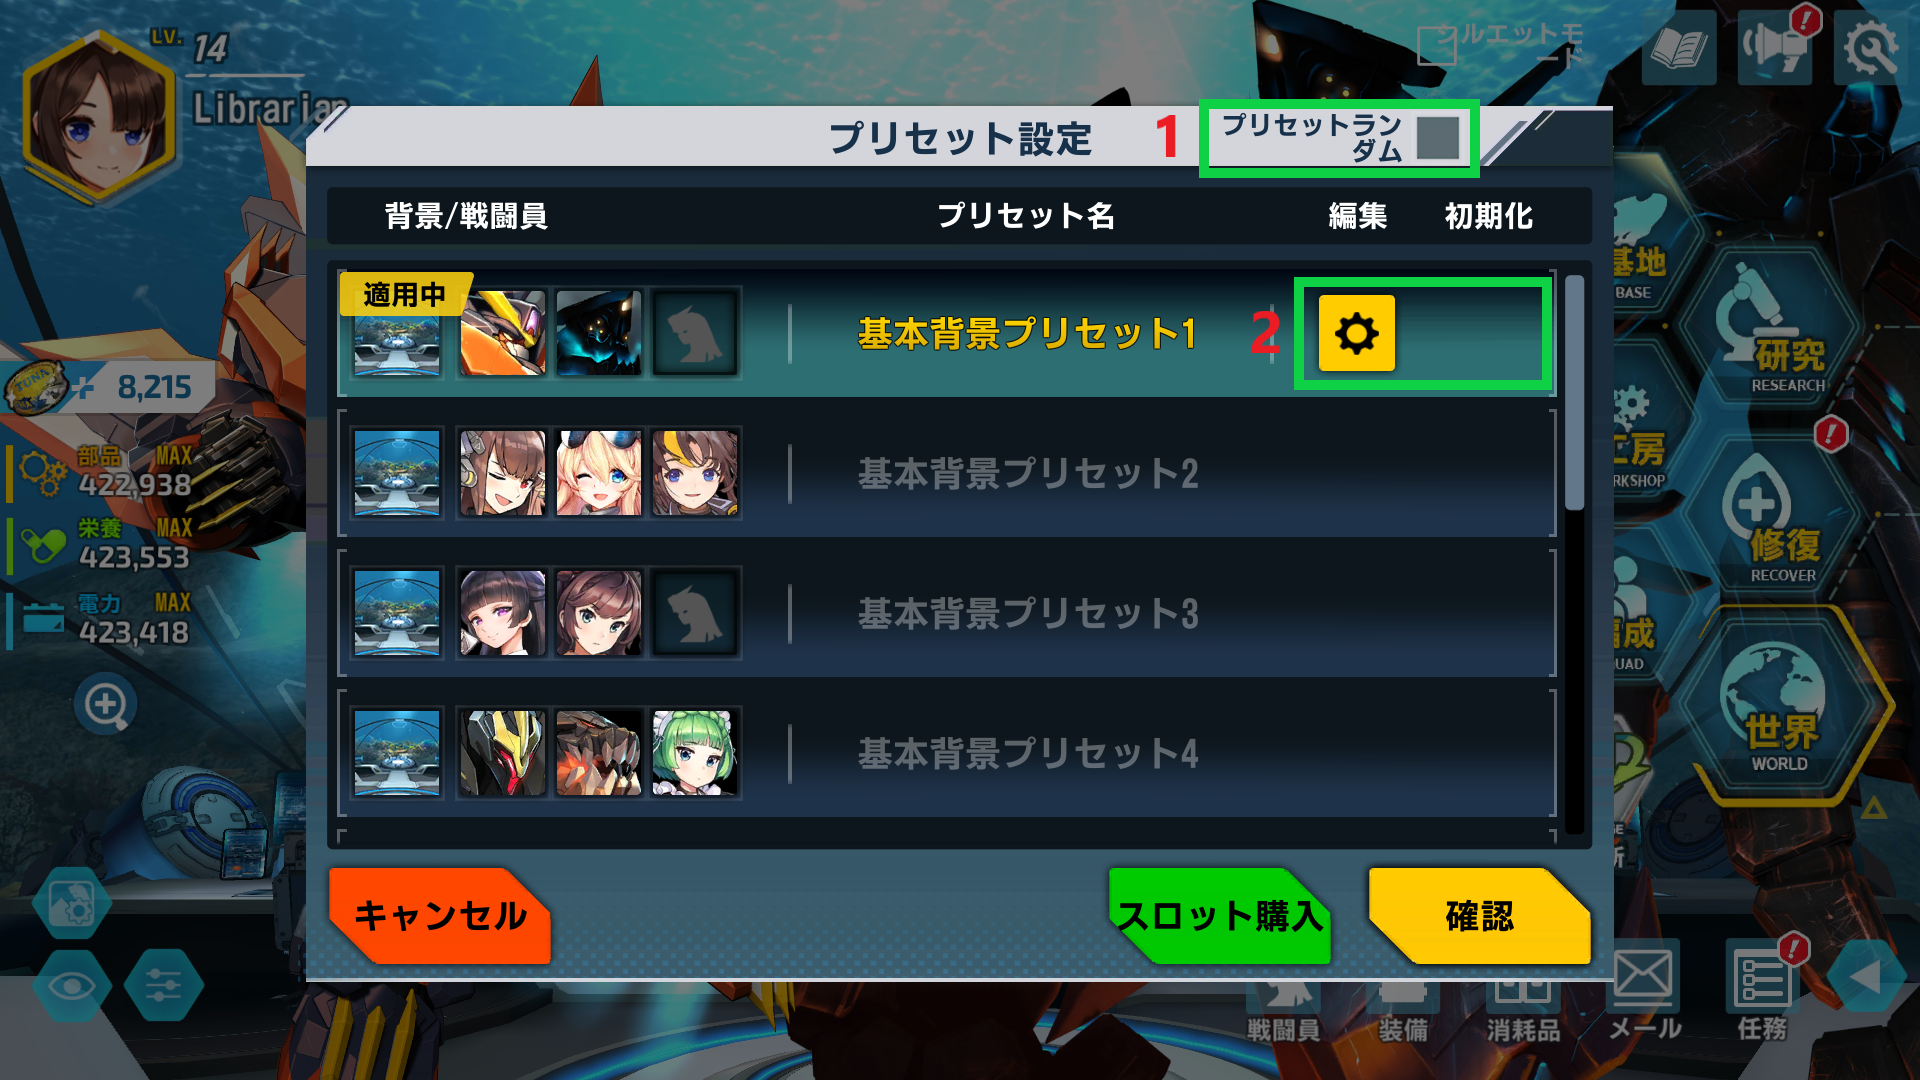 LV. 14
Librarian
シルエットモ
ード
プリセット設定
1
プリセットラン
ダム
背景/戦闘員
プリセット名
編集
初期化
適用中
基本背景プリセット1
2
基本背景プリセット2
基本背景プリセット3
基本背景プリセット4
キャンセル
スロット購入
確認
TUNA
8,215
部品 MAX
422,938
栄養 MAX
423,553
電力 MAX
423,418
基地
BASE
研究
RESEARCH
工房
RKSHOP
修復
RECOVER
編成
UAD
世界
WORLD
戦闘員
装備
消耗品
メール
任務